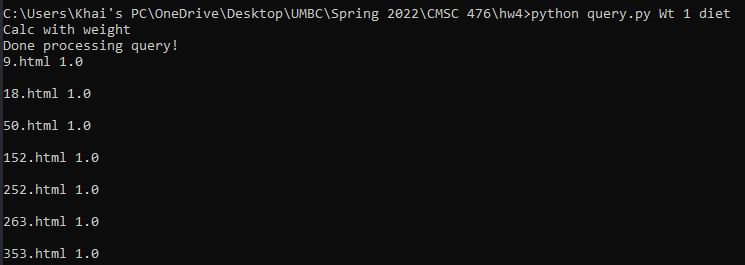 C:\Users\Khai's PC\OneDrive\Desktop\UMBC\Spring 2022\CMSC 476\hw4>python query.py Wt 1 diet
Calc with weight
Done processing query!
9.html 1.0
18.html 1.0
50.html 1.0
152.html 1.0
252.html 1.0
263.html 1.0
353.html 1.0